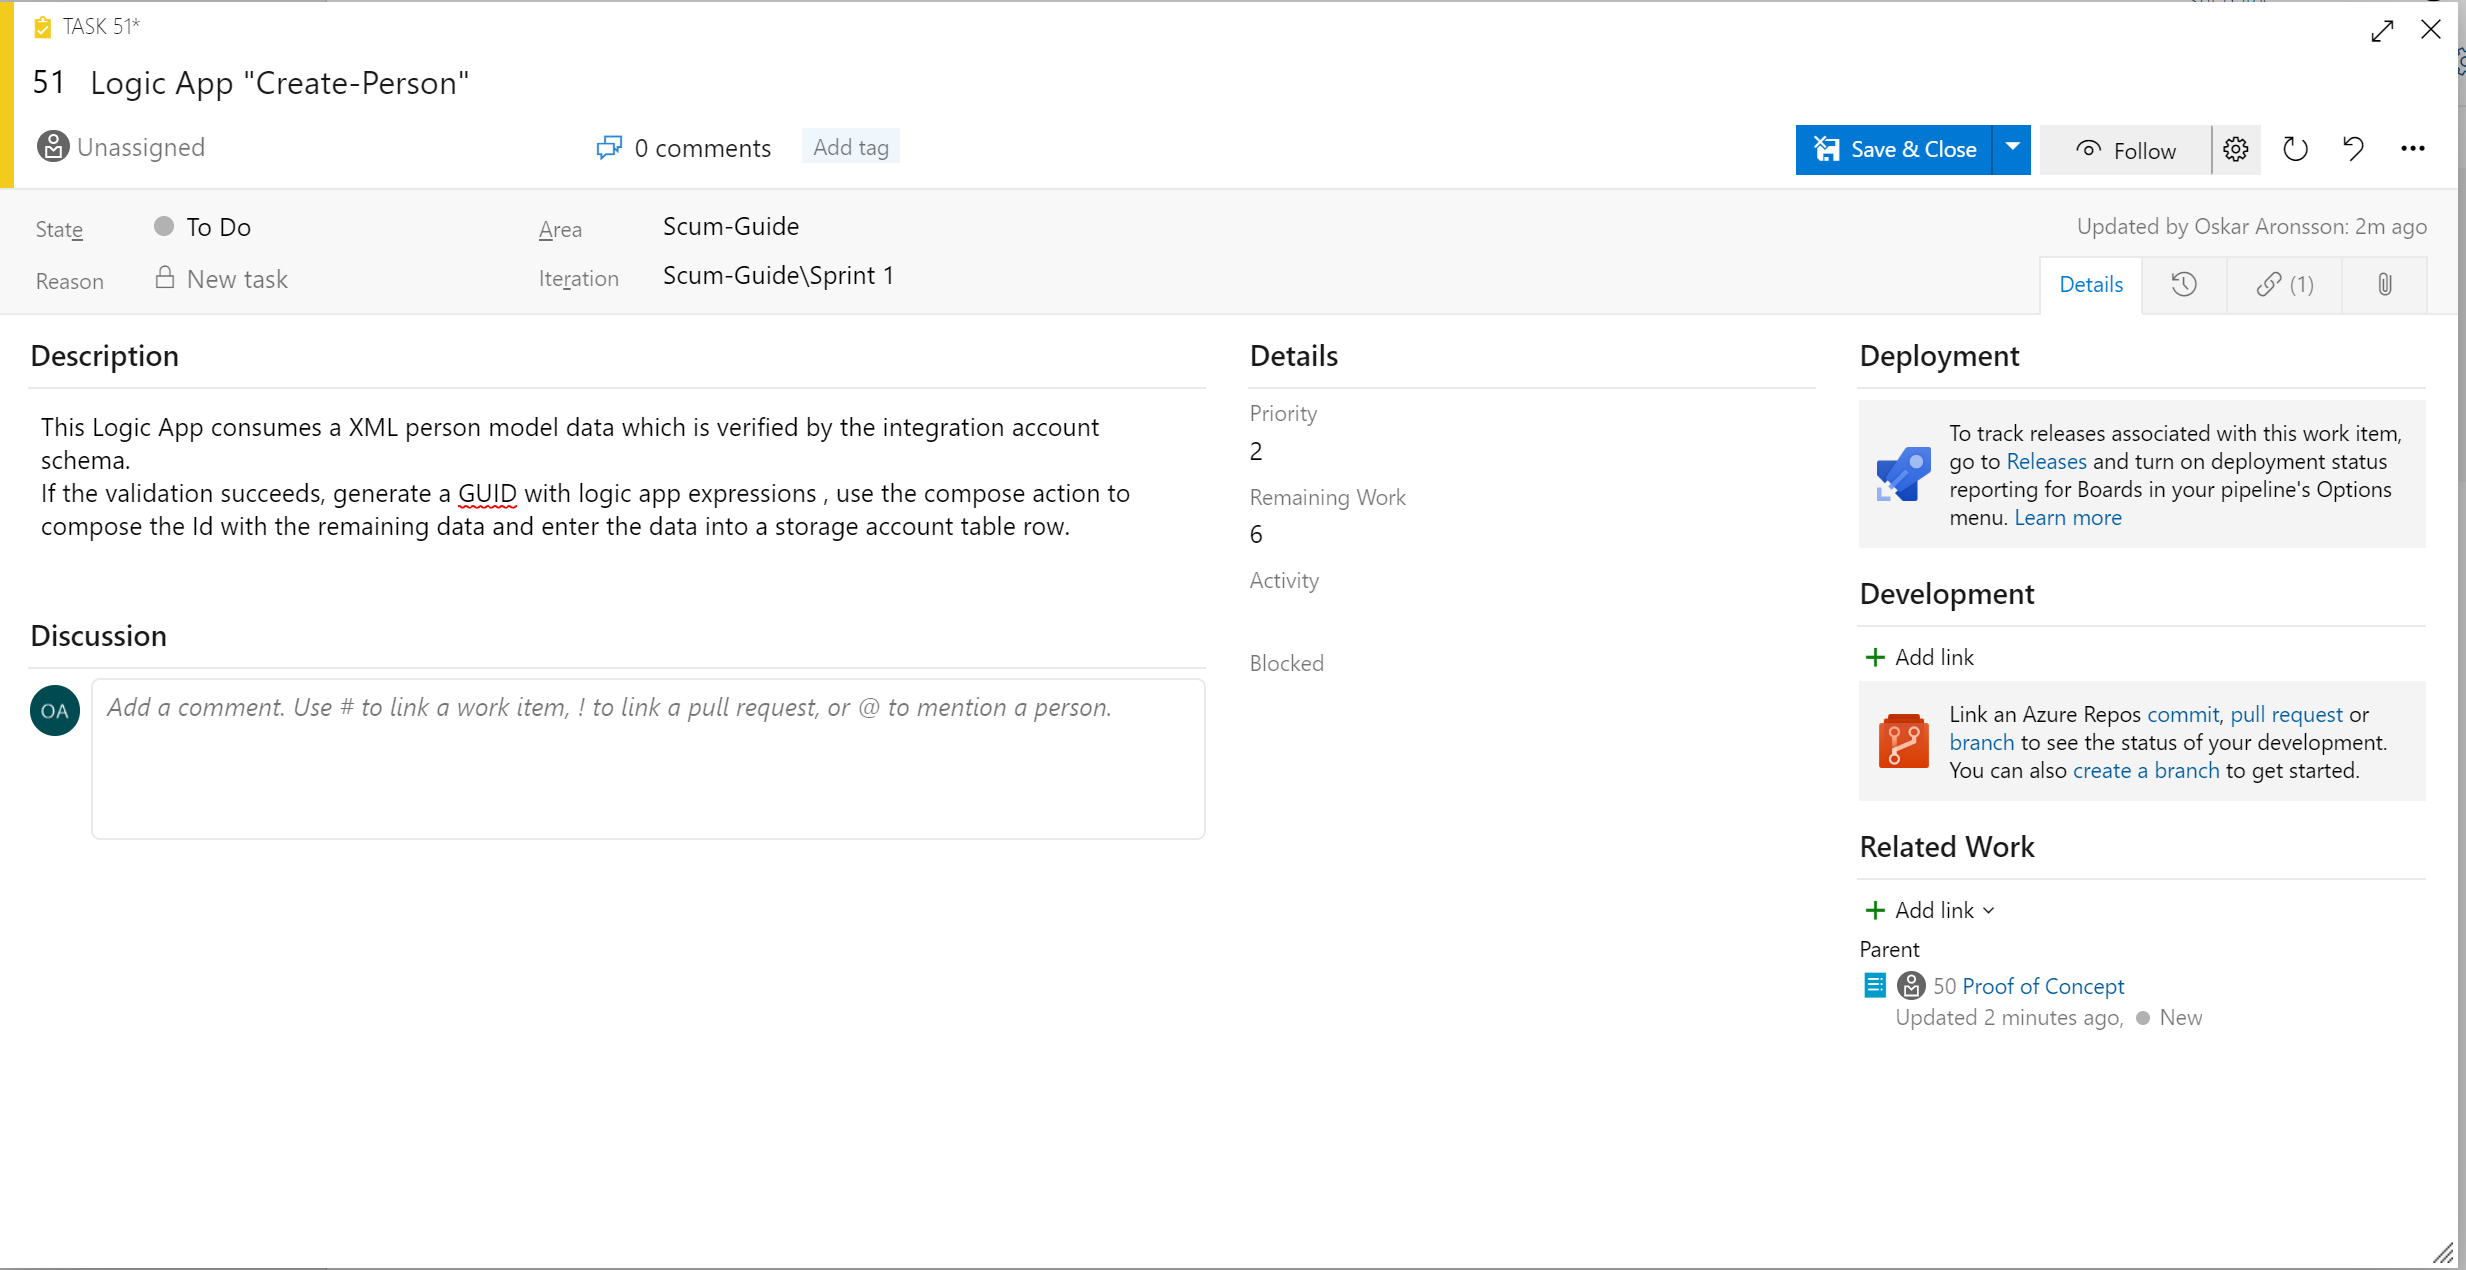 TASK 51*
51 Logic App "Create-Person"
Unassigned
0 comments
Add tag
Save & Close
Follow
State
To Do
Area
Scum-Guide
Updated by Oskar Aronsson: 2m ago
Reason
New task
Iteration
Scum-Guide\Sprint 1
Details
(1)
Description
This Logic App consumes a XML person model data which is verified by the integration account
schema.
If the validation succeeds, generate a GUID with logic app expressions , use the compose action to
compose the Id with the remaining data and enter the data into a storage account table row.
Discussion
OA
Add a comment. Use # to link a work item, ! to link a pull request, or @ to mention a person.
Details
Priority
2
Remaining Work
6
Activity
Blocked
Deployment
To track releases associated with this work item,
go to Releases and turn on deployment status
reporting for Boards in your pipeline's Options
menu. Learn more
Development
Add link
Link an Azure Repos commit, pull request or
branch to see the status of your development.
You can also create a branch to get started.
Related Work
Add link
Parent
50 Proof of Concept
Updated 2 minutes ago, New